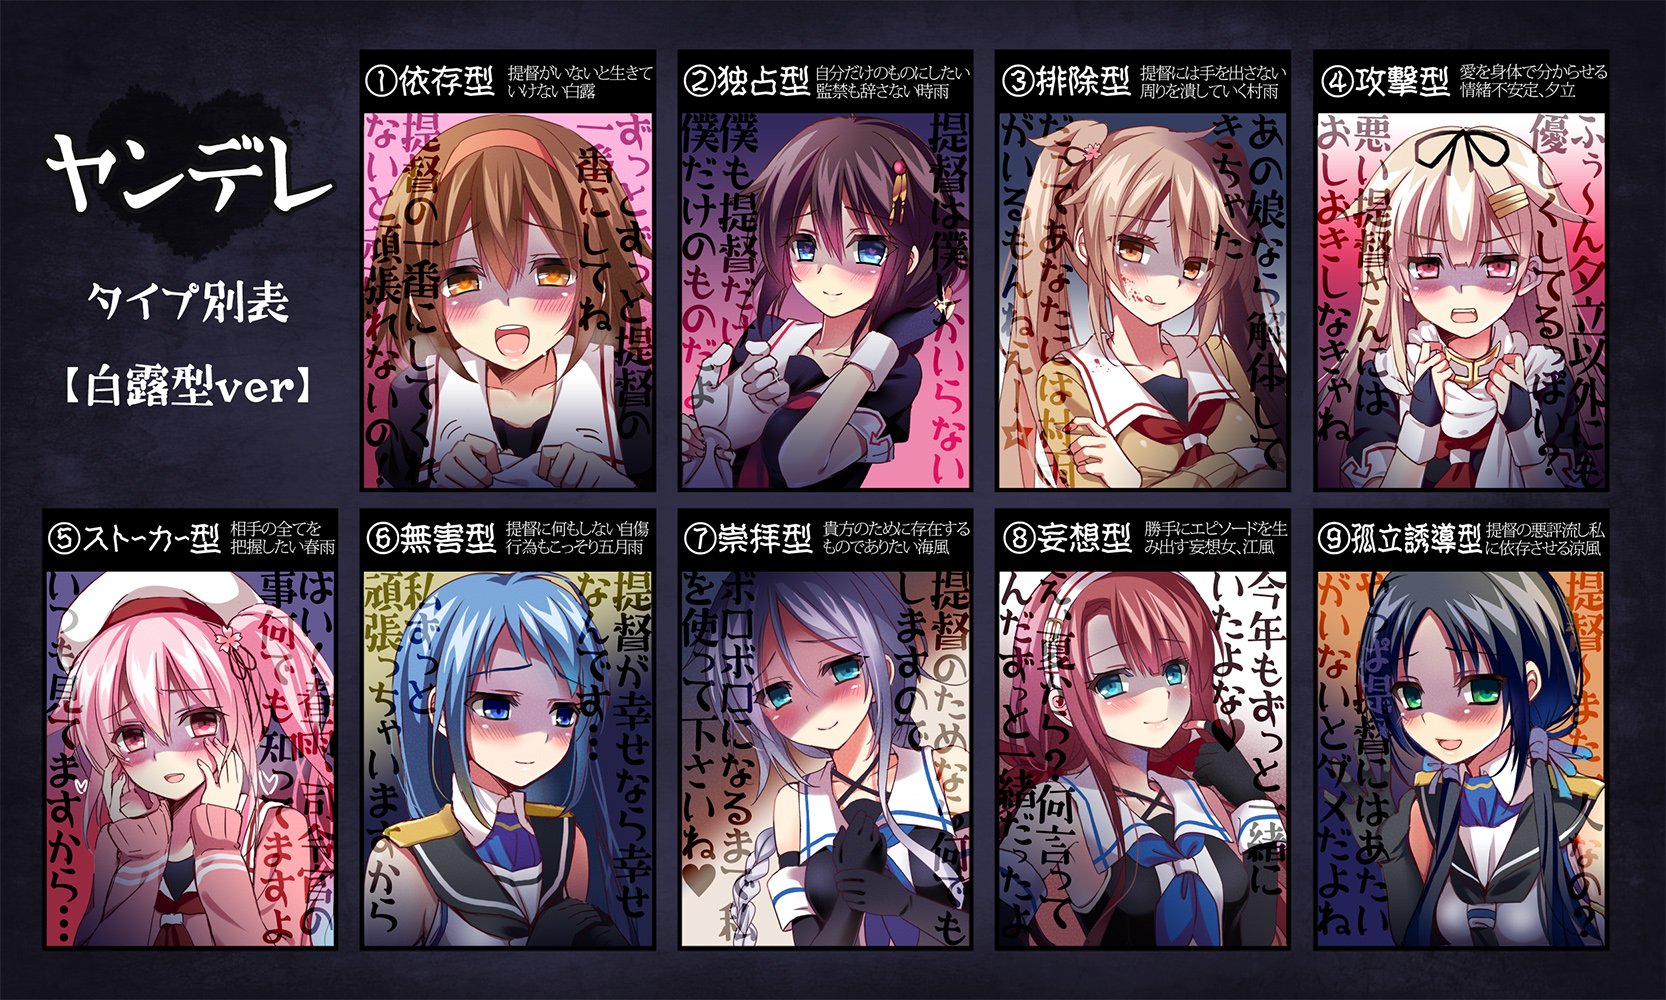 ヤンデレ
タイプ別表
【白露型ver】
①依存型
提督がいないと生きて
いけない白露
ずっとずっと提督の
一番にしてね
提督の一番にしてくれ
ないと頑張れないの!
②独占型
自分だけのものにしたい
監禁も辞さない時雨
提督は僕しかいらない
僕も提督だけ
僕だけのものだよ
③排除型
提督には手を出さない
周りを潰していく村雨
あの娘なら解体して
きちゃた
だってあなたには村雨
がいるもんね
④攻撃型
愛を身体で分からせる
情緒不安定、夕立
ふぅ〜ん夕立以外にも
優しくしてるっぽい?
悪い提督さんには
おしおきしなきゃね
⑤ストーカー型
相手の全てを
把握したい春雨
はい!春雨、司令官の
事何でも知ってますよ
いつも見てますから…
⑥無害型
提督に何もしない自傷
行為もこっそり五月雨
提督が幸せなら幸せ
なんです…
私ずっと
頑張っちゃいますから
⑦崇拝型
貴方のために存在する
ものでありたい海風
提督のためなら何でも
しますので
ボロボロになるまで私
を使って下さいね♥
⑧妄想型
勝手にエピソードを生
み出す妄想女、江風
今年もずっと一緒に
いたよな♥
え、夏から?何言って
んだずっと一緒だったよ
⑨孤立誘導型
提督の悪評流し私
に依存させる涼風
提督〜また
なの?
やっぱ提督にはあたい
がいないとダメだよね